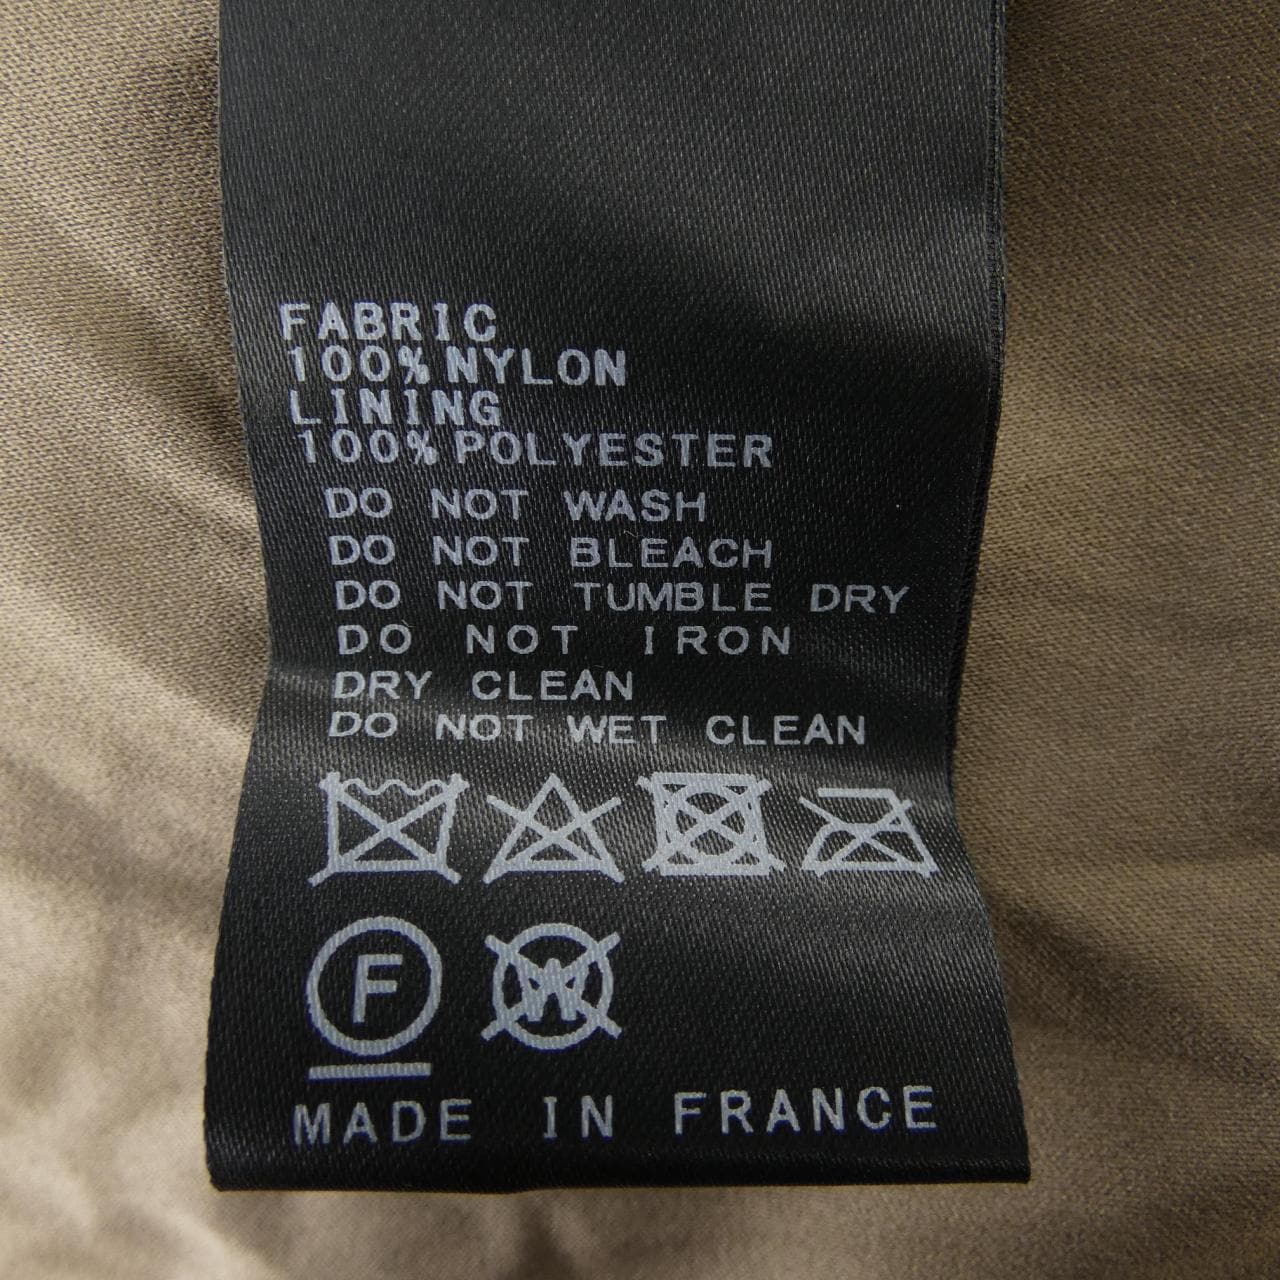 FABRIC
100% NYLON
LINING
100% POLYESTER
DO NOT WASH
DO NOT BLEACH
DO NOT TUMBLE DRY
DO NOT IRON
DRY CLEAN
DO NOT WET CLEAN
F W
MADE IN FRANCE